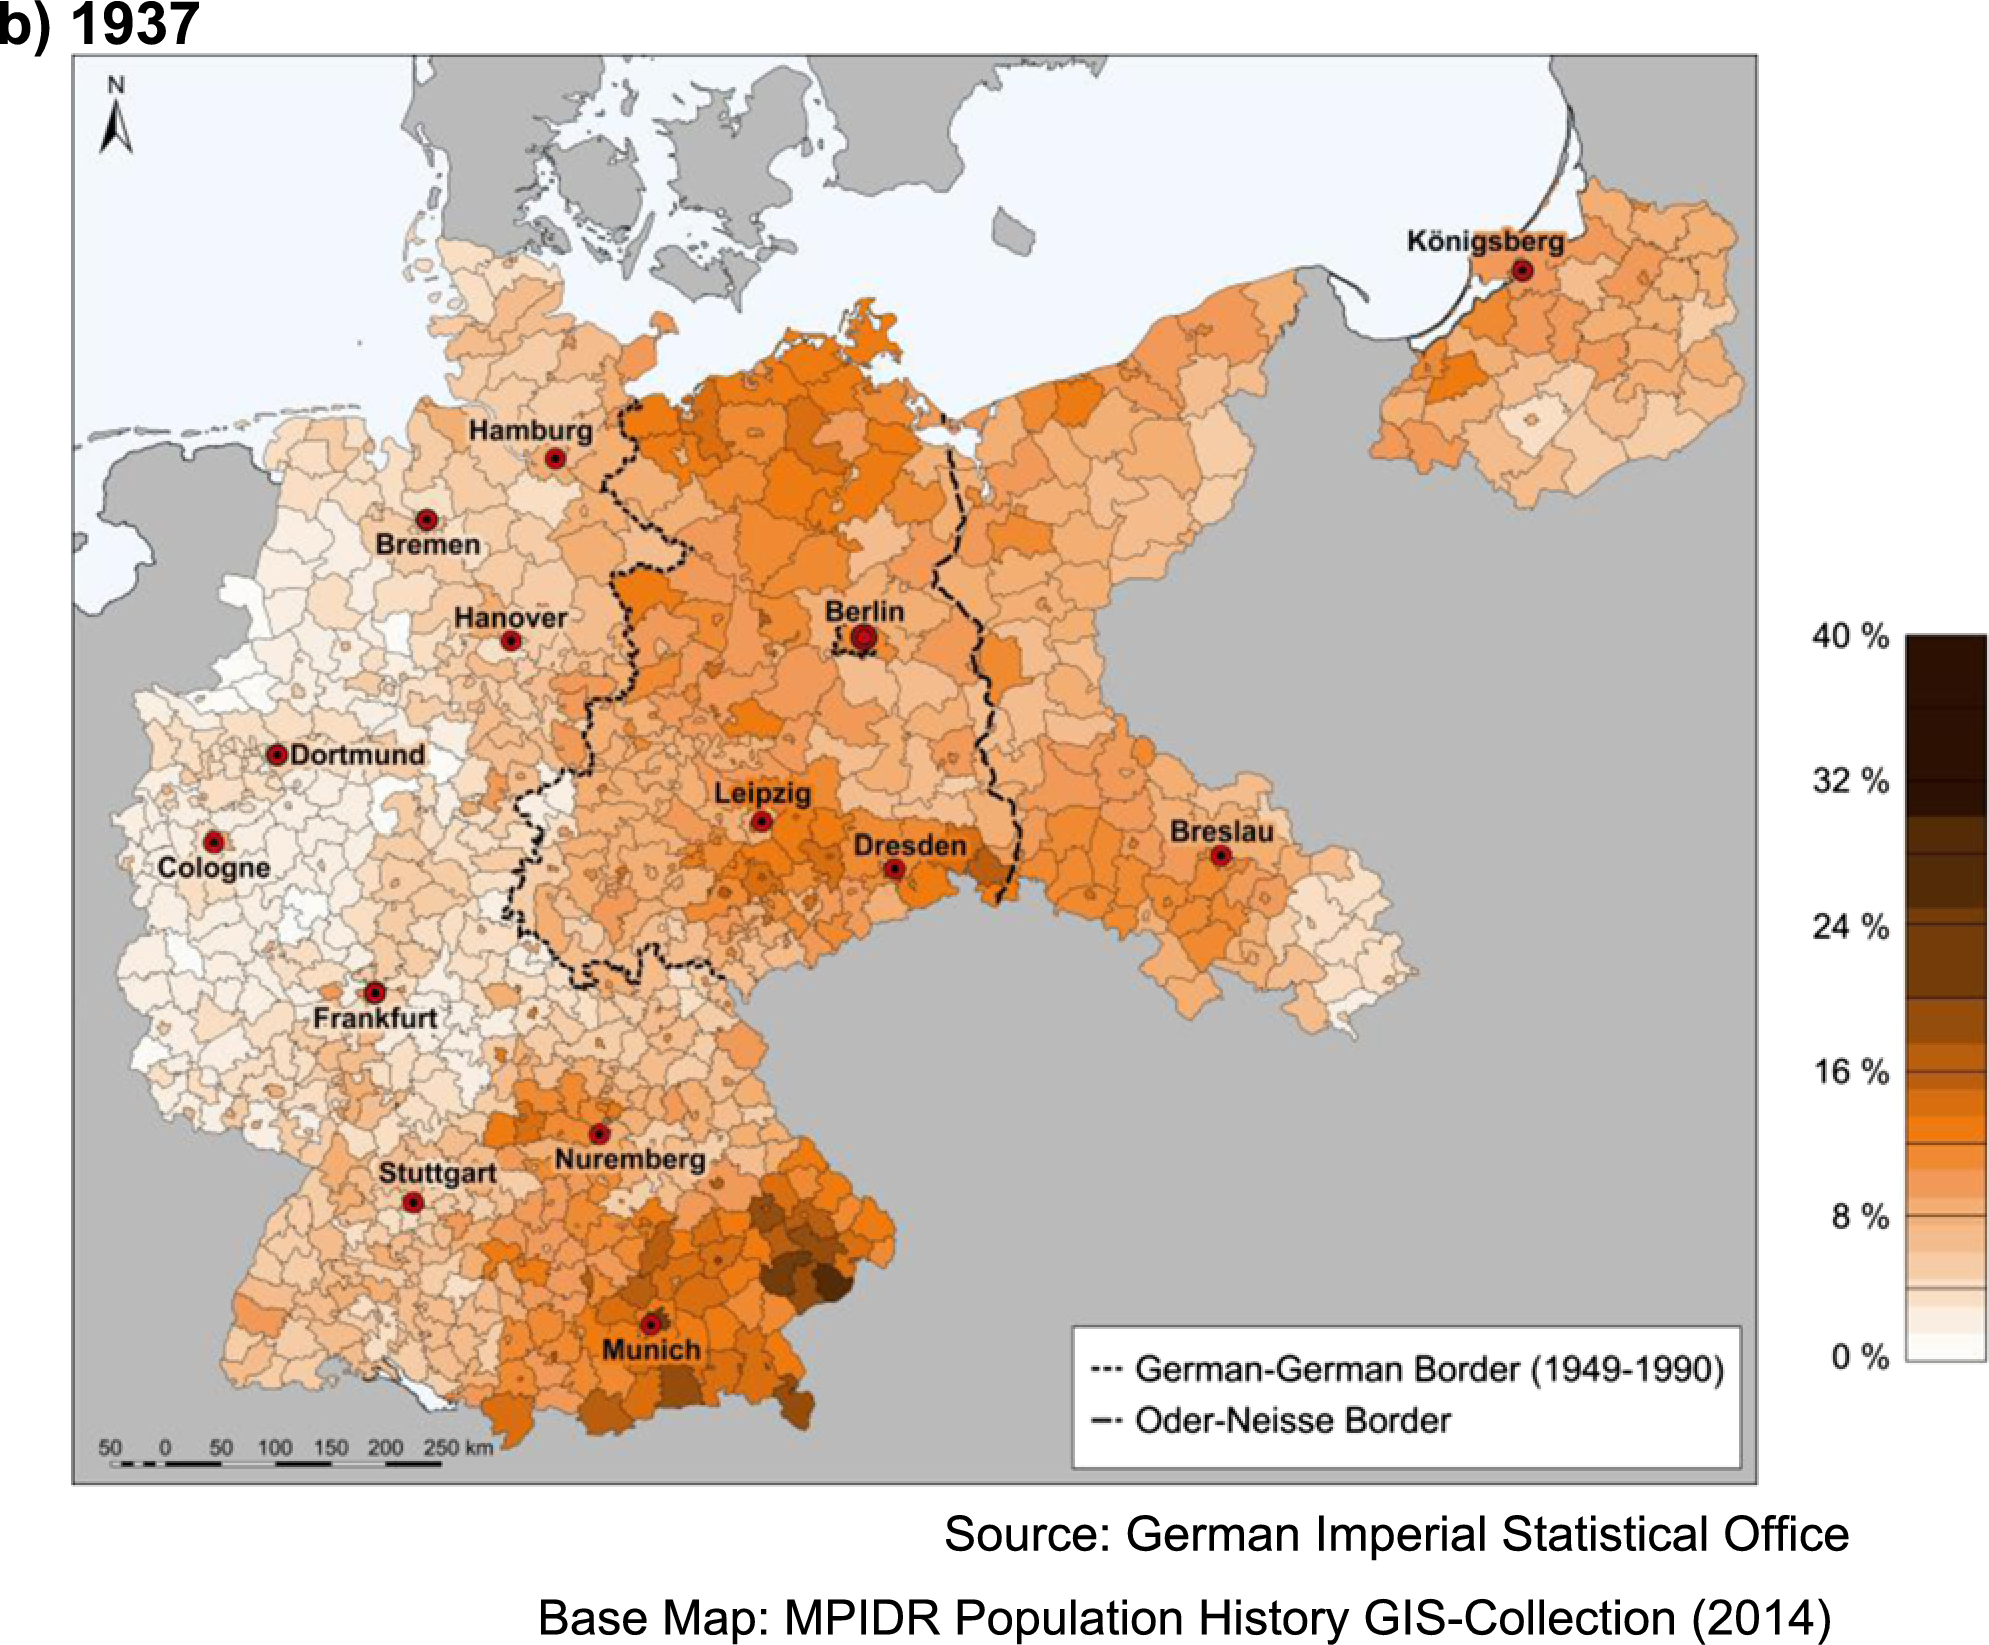 b) 1937
N
Königsberg
Hamburg
Bremen
Hanover
Berlin
Dortmund
Leipzig
Breslau
Dresden
Cologne
Frankfurt
Nuremberg
Stuttgart
Munich
40 %
32 %
24 %
16 %
8 %
0 %
German-German Border (1949-1990)
Oder-Neisse Border
50 0 50 100 150 200 250 km
Source: German Imperial Statistical Office
Base Map: MPIDR Population History GIS-Collection (2014)